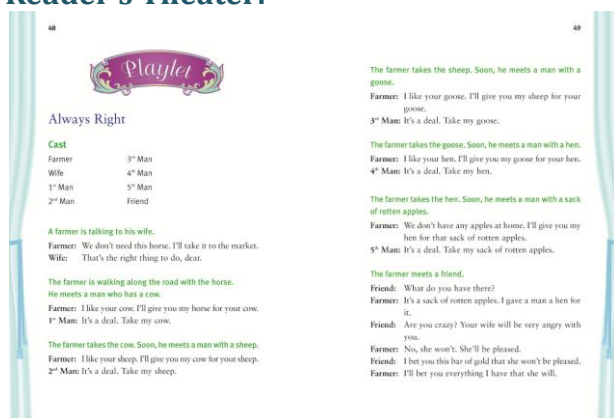 Reader's Theater:
48
Playlet
Always Right
Cast
Farmer 3rd Man
Wife 4th Man
1st Man 5th Man
2nd Man Friend
A farmer is talking to his wife.
Farmer: We don't need this horse. I'll take it to the market.
Wife: That's the right thing to do, dear.
The farmer is walking along the road with the horse.
He meets a man who has a cow.
Farmer: I like your cow. I'll give you my horse for your cow.
1st Man: It's a deal. Take my cow.
The farmer takes the cow. Soon, he meets a man with a sheep.
Farmer: I like your sheep. I'll give you my cow for your sheep.
2nd Man: It's a deal. Take my sheep.
49
The farmer takes the sheep. Soon, he meets a man with a
goose.
Farmer: I like your goose. I'll give you my sheep for your
goose.
3rd Man: It's a deal. Take my goose.
The farmer takes the goose. Soon, he meets a man with a hen.
Farmer: I like your hen. I'll give you my goose for your hen.
4th Man: It's a deal. Take my hen.
The farmer takes the hen. Soon, he meets a man with a sack
of rotten apples.
Farmer: We don't have any apples at home. I'll give you my
hen for that sack of rotten apples.
5th Man: It's a deal. Take my sack of rotten apples.
The farmer meets a friend.
Friend: What do you have there?
Farmer: It's a sack of rotten apples. I gave a man a hen for
it.
Friend: Are you crazy? Your wife will be very angry with
you.
Farmer: No, she won't. She'll be pleased.
Friend: I bet you this bar of gold that she won't be pleased.
Farmer: I'll bet you everything I have that she will.